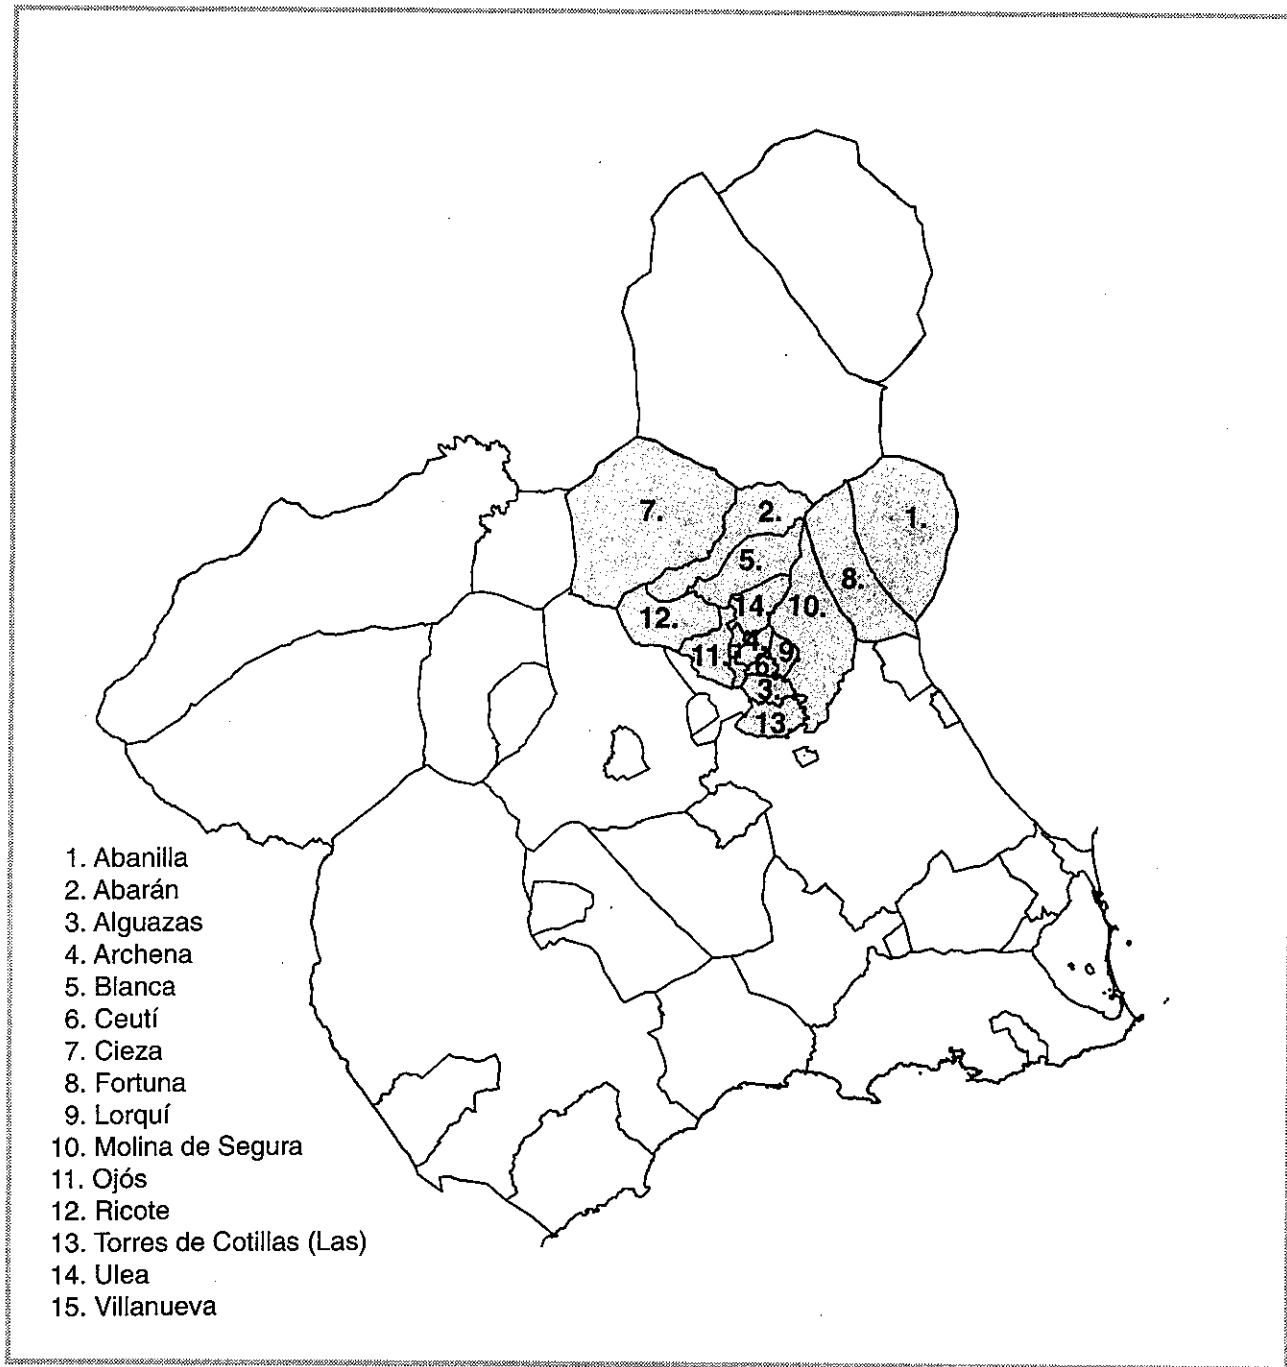 7.
2.
1.
5.
8.
14.
10.
12.
4.
11.
9.
6.
3.
13.
1. Abanilla
2. Abarán
3. Alguazas
4. Archena
5. Blanca
6. Ceutí
7. Cieza
8. Fortuna
9. Lorquí
10. Molina de Segura
11. Ojós
12. Ricote
13. Torres de Cotillas (Las)
14. Ulea
15. Villanueva